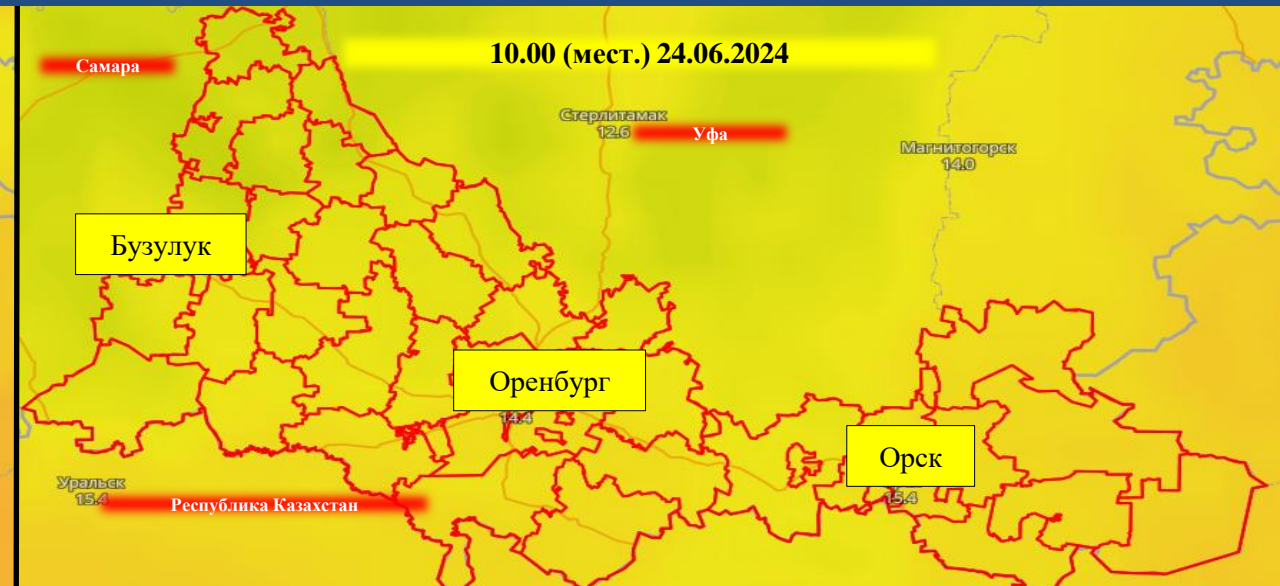 10.00 (мест.) 24.06.2024
Самара
Стерлитамак
12.6
Уфа
Магнитогорск
14.0
Бузулук
Оренбург
14.4
Орск
15.4
Уральск
15.4
Республика Казахстан